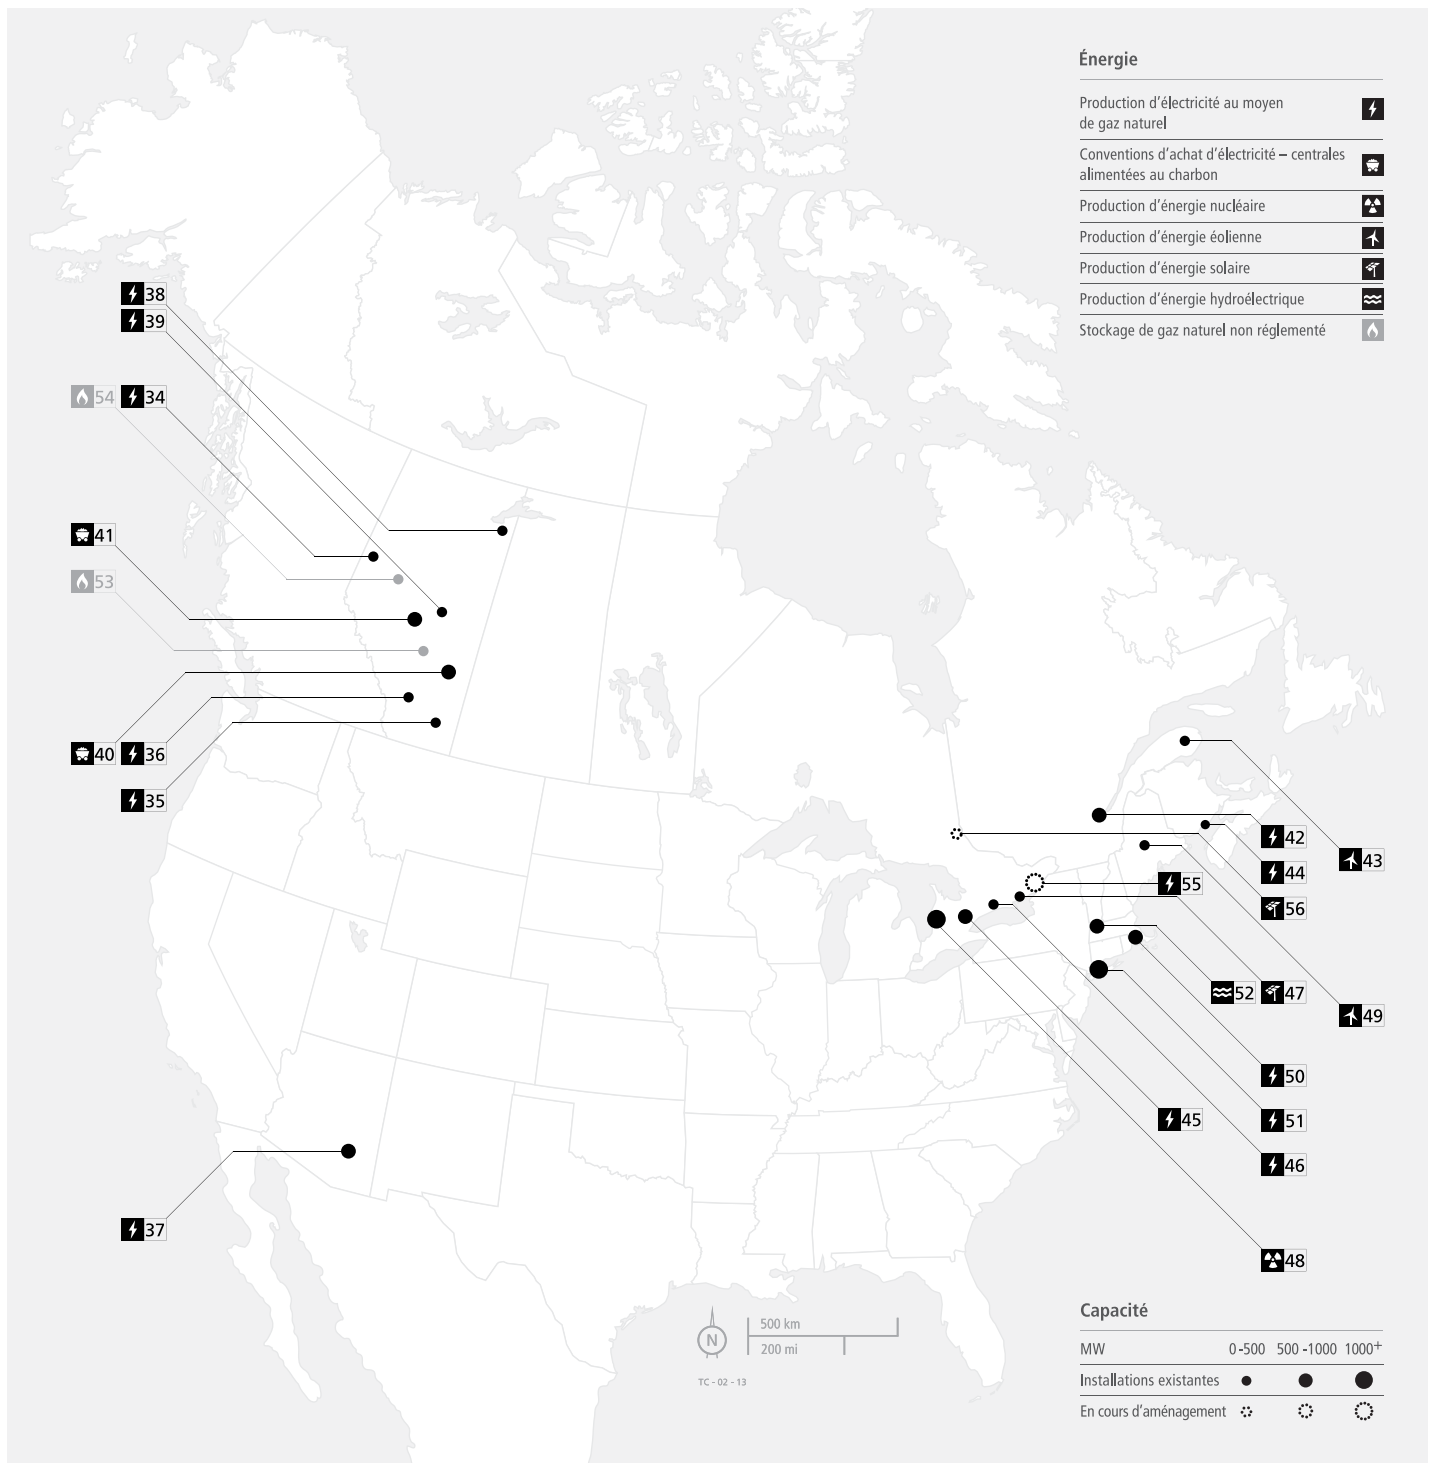 Énergie
Production d'électricité au moyen
de gaz naturel
Conventions d'achat d'électricité – centrales
alimentées au charbon
Production d'énergie nucléaire
Production d'énergie éolienne
Production d'énergie solaire
Production d'énergie hydroélectrique
Stockage de gaz naturel non réglementé
38
39
54 34
41
53
40 36
35
37
42
43
44
55
56
52 47
49
50
45
51
46
48
N
500 km
200 mi
TC - 02 - 13
Capacité
MW 0-500 500-1000 1000+
Installations existantes
En cours d'aménagement